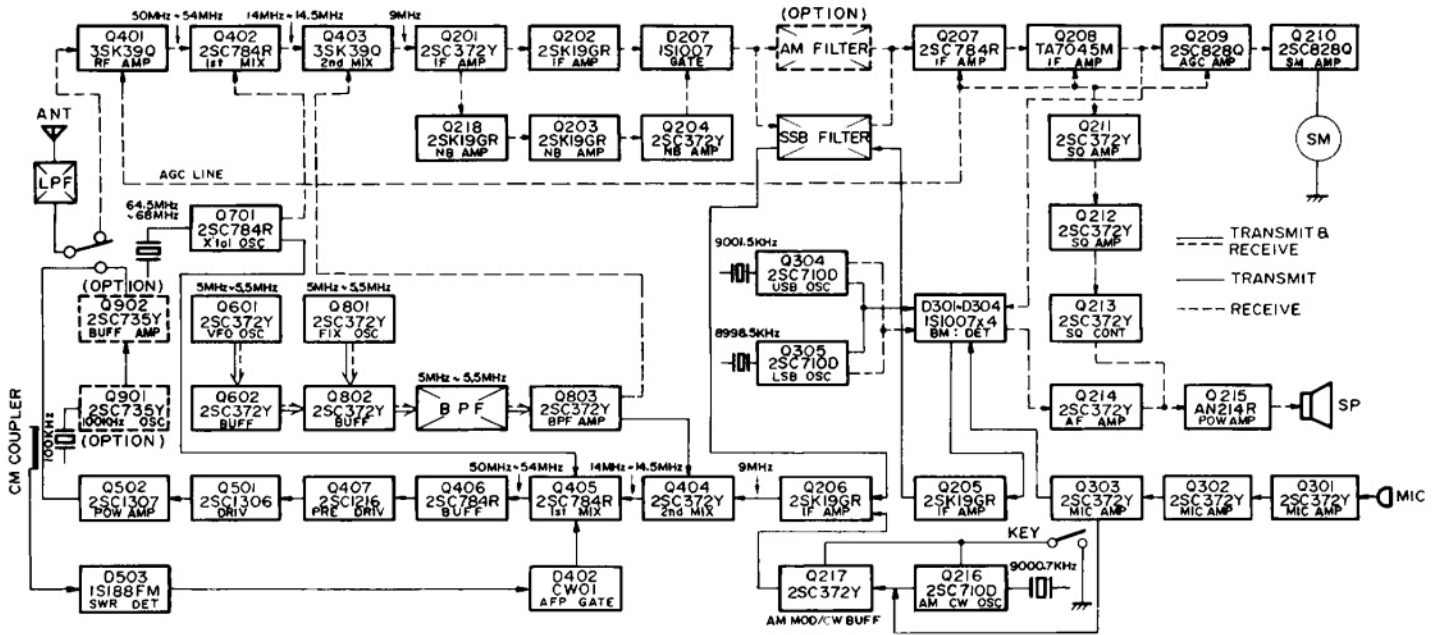 50MHz~54MHz
14MHz~14.5MHz
9MHz
(OPTION)
Q401
3SK39Q
RF AMP
Q402
2SC784R
1st MIX
Q403
3SK39Q
2nd MIX
Q201
2SC372Y
IF AMP
Q202
2SK19GR
IF AMP
D207
1S1007
GATE
AM FILTER
Q207
2SC784R
IF AMP
Q208
TA7045M
IF AMP
Q209
2SC828Q
AGC AMP
Q210
2SC828Q
SM AMP
ANT
LPF
Q218
2SK19GR
NB AMP
Q203
2SK19GR
NB AMP
Q204
2SC372Y
NB AMP
SSB FILTER
Q211
2SC372Y
SQ AMP
SM
AGC LINE
64.5MHz
~68MHz
Q701
2SC784R
X'tal OSC
Q212
2SC372Y
SQ AMP
TRANSMIT &
RECEIVE
TRANSMIT
RECEIVE
9001.5KHz
Q304
2SC710D
USB OSC
8998.5KHz
Q305
2SC710D
LSB OSC
D301~D304
1S1007x4
BM : DET
Q213
2SC372Y
SQ CONT
(OPTION)
Q902
2SC735Y
BUFF AMP
5MHz~5.5MHz
Q601
2SC372Y
VFO OSC
5MHz~5.5MHz
Q801
2SC372Y
FIX OSC
Q901
2SC735Y
100KHz OSC
(OPTION)
100KHz
CM COUPLER
Q602
2SC372Y
BUFF
Q802
2SC372Y
BUFF
5MHz~5.5MHz
BPF
Q803
2SC372Y
BPF AMP
Q214
2SC372Y
AF AMP
Q215
AN214R
POW AMP
SP
50MHz~54MHz
14MHz~14.5MHz
9MHz
Q502
2SC1307
POW AMP
Q501
2SC1306
DRIV
Q407
2SC1216
PRE DRIV
Q406
2SC784R
BUFF
Q405
2SC784R
1st MIX
Q404
2SC372Y
2nd MIX
Q206
2SK19GR
IF AMP
Q205
2SK19GR
IF AMP
Q303
2SC372Y
MIC AMP
Q302
2SC372Y
MIC AMP
Q301
2SC372Y
MIC AMP
MIC
KEY
D503
1S188FM
SWR DET
D402
CW01
AFP GATE
Q217
2SC372Y
AM MOD/CW BUFF
Q216
2SC710D
AM CW OSC
9000.7KHz